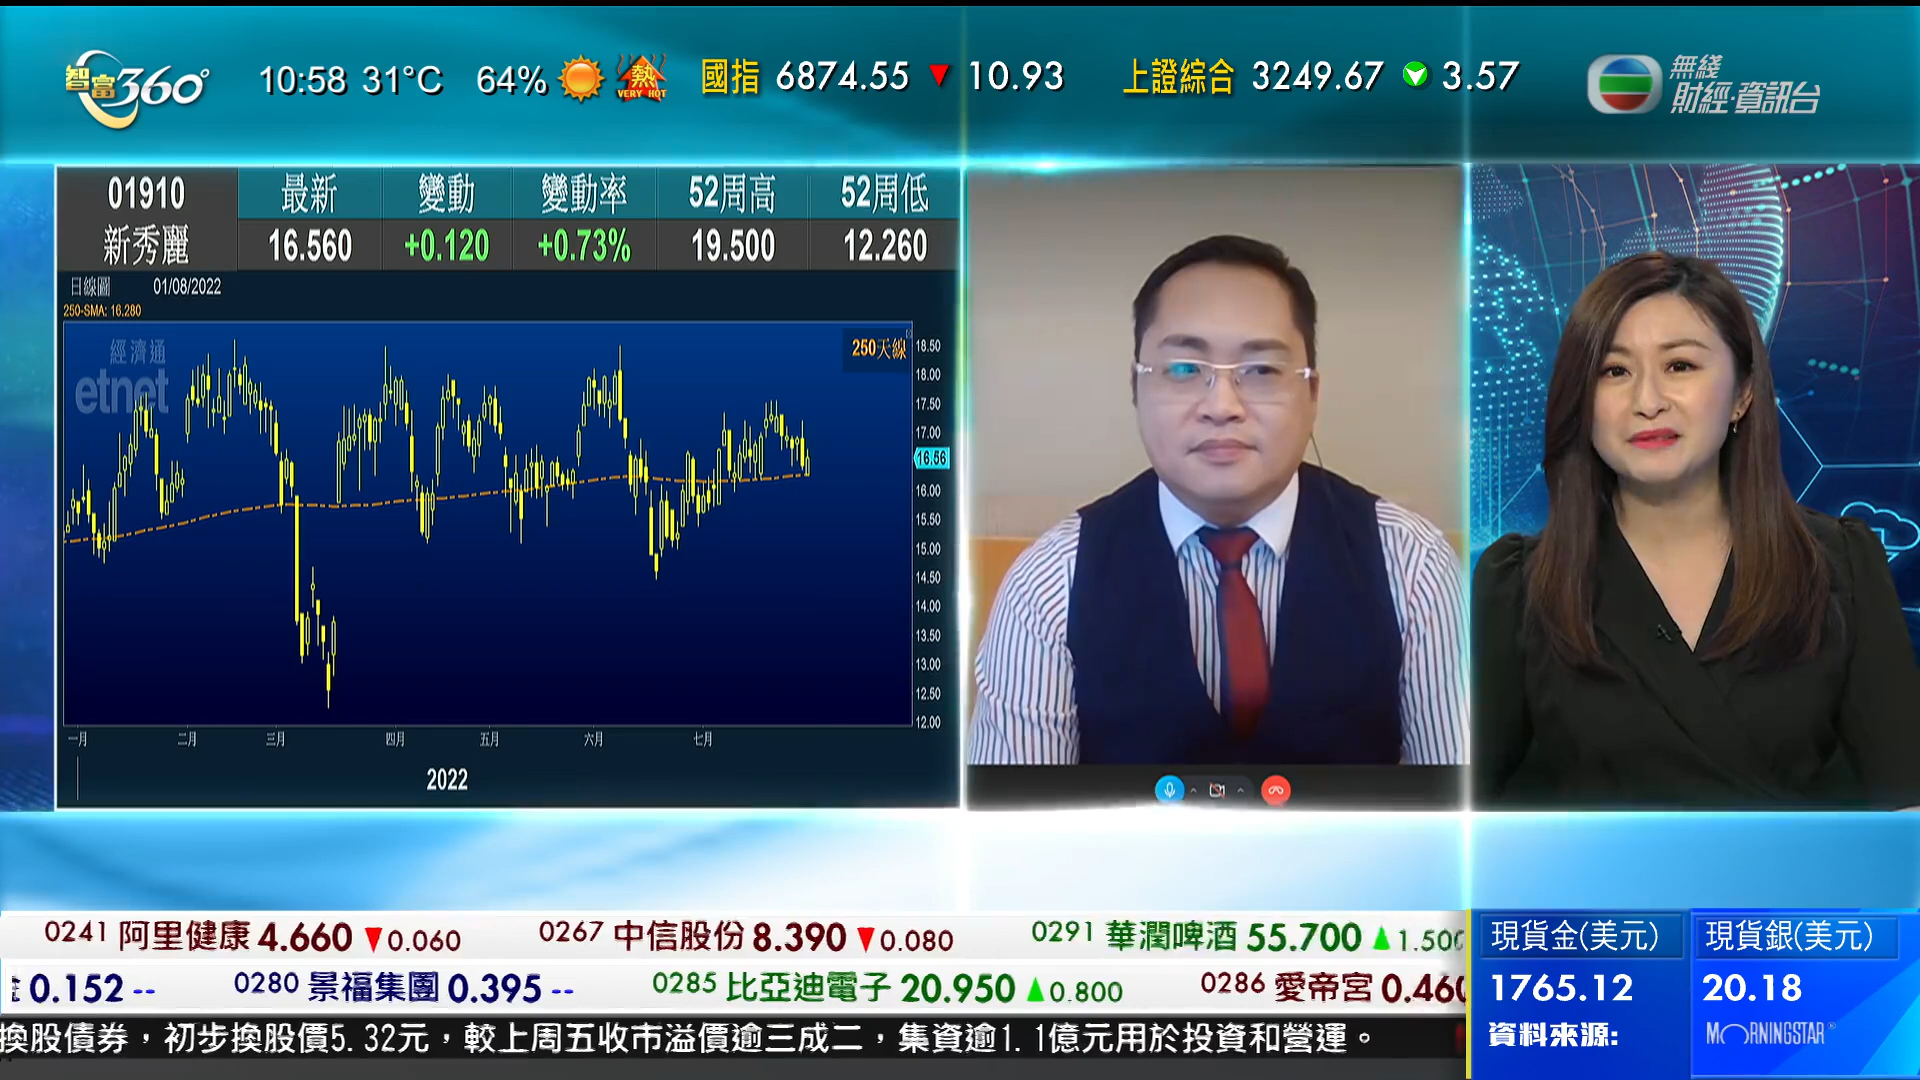 智富360°
10:58 31°C 64% 熱 VERY HOT 國指 6874.55 ▼ 10.93 上證綜合 3249.67 3.57
無綫
財經·資訊台
01910 最新 變動 變動率 52周高 52周低
新秀麗 16.560 +0.120 +0.73% 19.500 12.260
日線圖 01/08/2022
250-SMA: 16.280
經濟通
etnet
250天線
18.50
18.00
17.50
17.00
16.56
16.00
15.50
15.00
14.50
14.00
13.50
13.00
12.50
12.00
一月 二月 三月 四月 五月 六月 七月
2022
0241 阿里健康 4.660 ▼0.060 0267 中信股份 8.390 ▼0.080 0291 華潤啤酒 55.700 ▲1.500
0.152 -- 0280 景福集團 0.395 -- 0285 比亞迪電子 20.950 ▲0.800 0286 愛帝宮 0.460
換股債券，初步換股價5.32元，較上周五收市溢價逾三成二，集資逾1.1億元用於投資和營運。
現貨金(美元) 現貨銀(美元)
1765.12 20.18
資料來源: MORNINGSTAR®